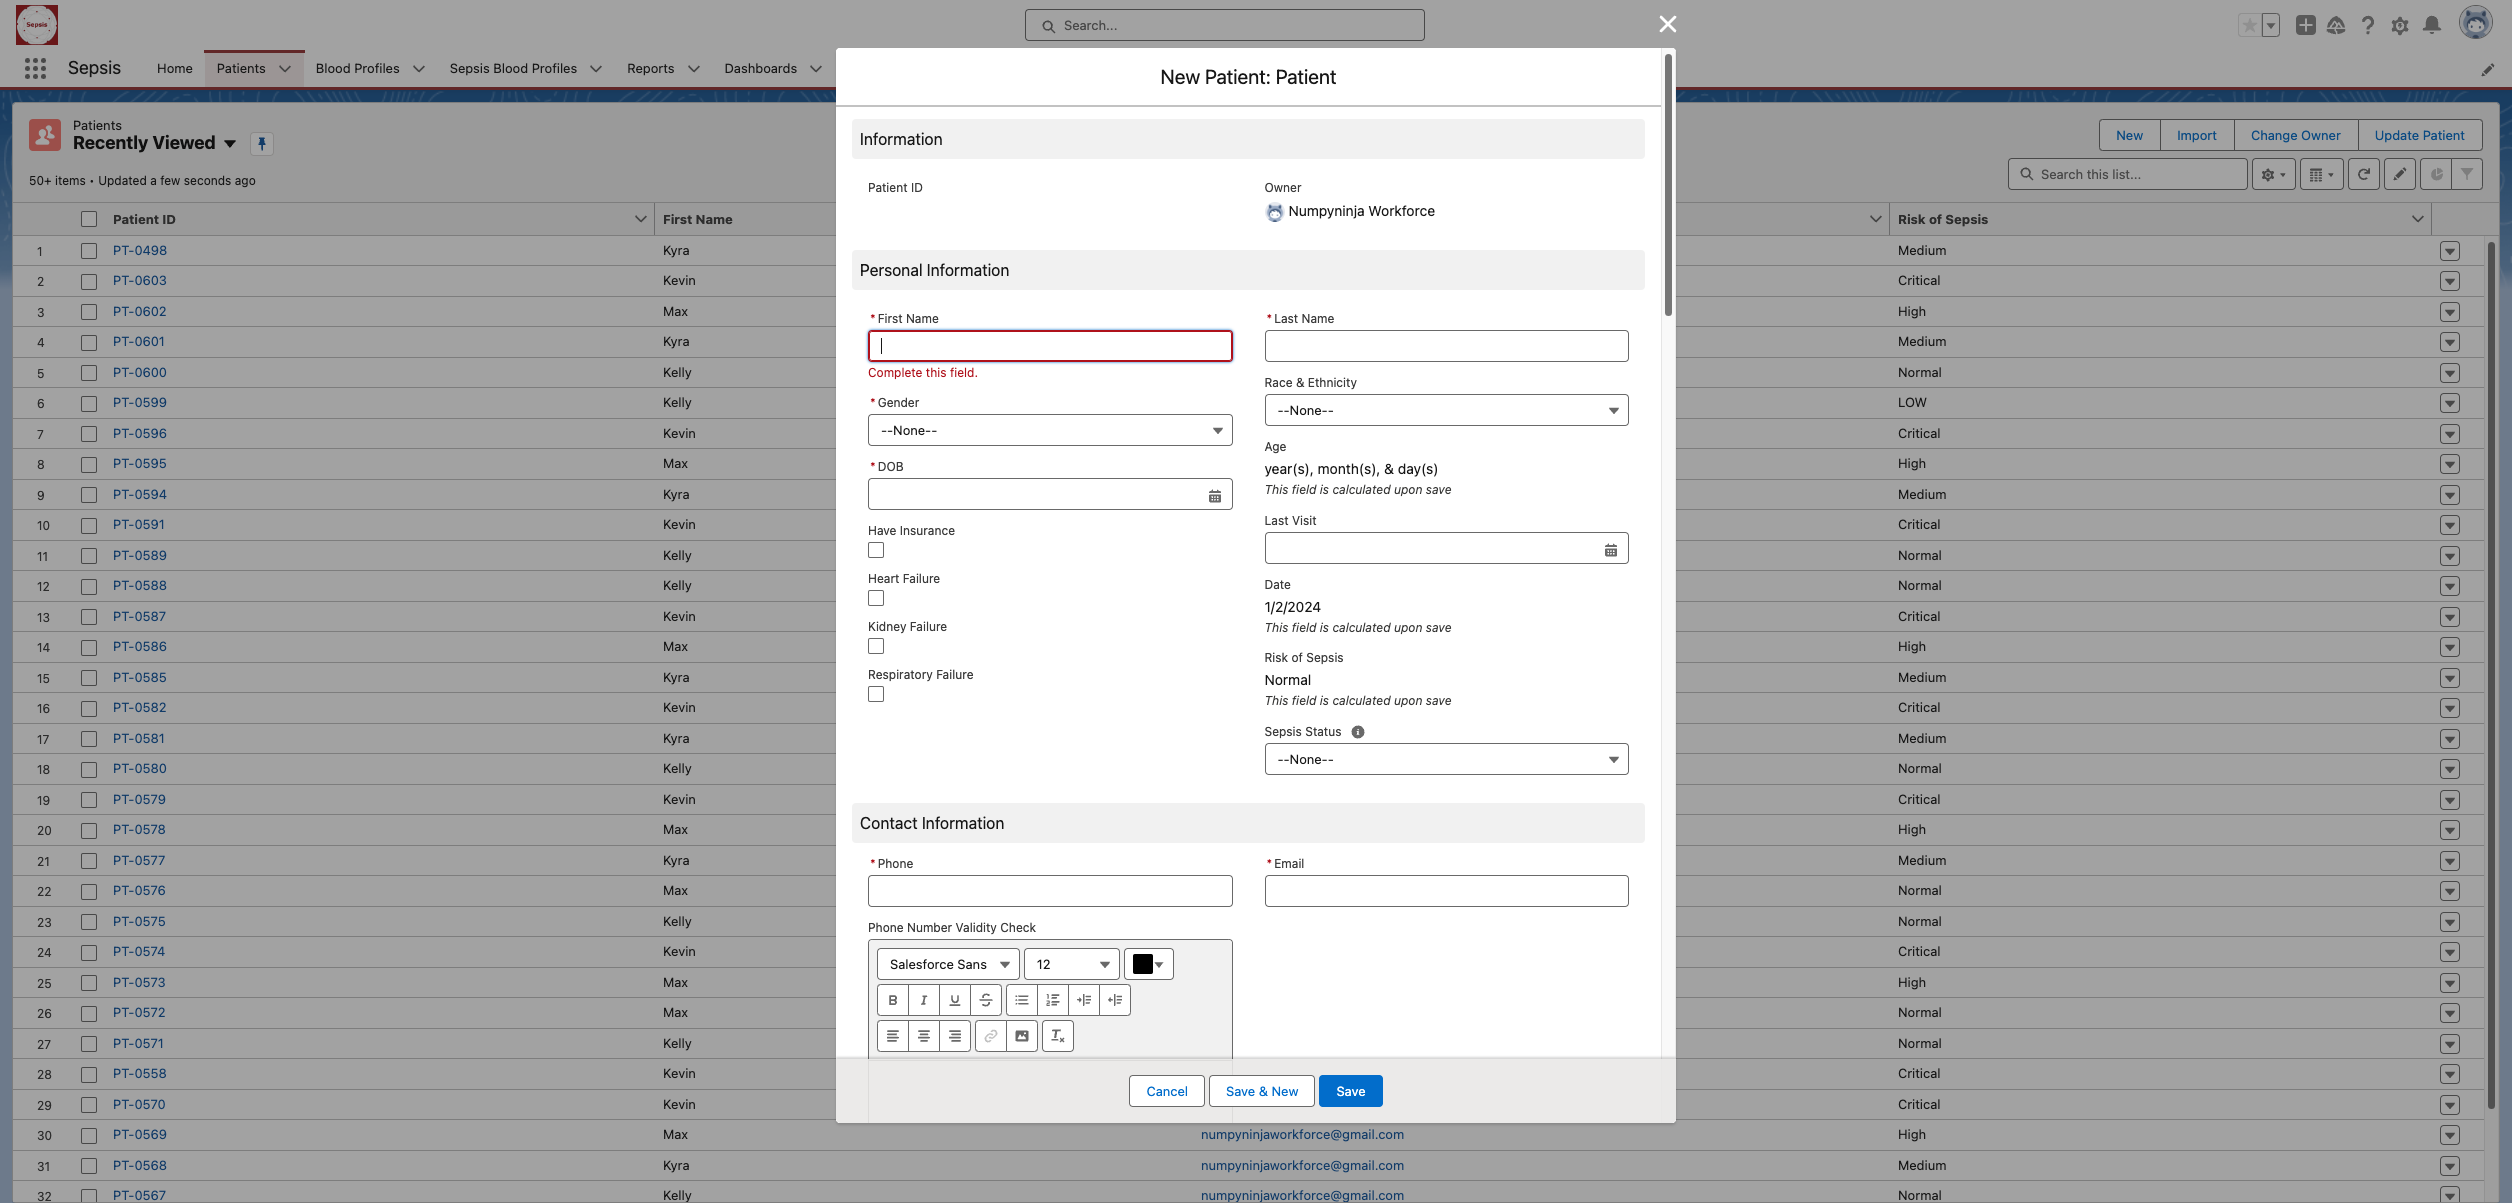 Sepsis
Search...
Sepsis
Home
Patients
Blood Profiles
Sepsis Blood Profiles
Reports
Dashboards
Patients
Recently Viewed
50+ items • Updated a few seconds ago
New
Import
Change Owner
Update Patient
Search this list...
Patient ID
First Name
Risk of Sepsis
1 PT-0498 Kyra Medium
2 PT-0603 Kevin Critical
3 PT-0602 Max High
4 PT-0601 Kyra Medium
5 PT-0600 Kelly Normal
6 PT-0599 Kelly LOW
7 PT-0596 Kevin Critical
8 PT-0595 Max High
9 PT-0594 Kyra Medium
10 PT-0591 Kevin Critical
11 PT-0589 Kelly Normal
12 PT-0588 Kelly Normal
13 PT-0587 Kevin Critical
14 PT-0586 Max High
15 PT-0585 Kyra Medium
16 PT-0582 Kevin Critical
17 PT-0581 Kyra Medium
18 PT-0580 Kelly Normal
19 PT-0579 Kevin Critical
20 PT-0578 Max High
21 PT-0577 Kyra Medium
22 PT-0576 Max Normal
23 PT-0575 Kelly Normal
24 PT-0574 Kevin Critical
25 PT-0573 Max High
26 PT-0572 Max Normal
27 PT-0571 Kelly Normal
28 PT-0558 Kevin Critical
29 PT-0570 Kevin Critical
30 PT-0569 Max numpyninjaworkforce@gmail.com High
31 PT-0568 Kyra numpyninjaworkforce@gmail.com Medium
32 PT-0567 Kelly numpyninjaworkforce@gmail.com Normal
New Patient: Patient
Information
Patient ID
Owner
Numpyninja Workforce
Personal Information
* First Name
Complete this field.
* Last Name
* Gender
--None--
Race & Ethnicity
--None--
* DOB
Age
year(s), month(s), & day(s)
This field is calculated upon save
Have Insurance
Last Visit
Heart Failure
Date
1/2/2024
This field is calculated upon save
Kidney Failure
Risk of Sepsis
Normal
This field is calculated upon save
Respiratory Failure
Sepsis Status
--None--
Contact Information
* Phone
* Email
Phone Number Validity Check
Salesforce Sans
12
B I U S
Cancel
Save & New
Save